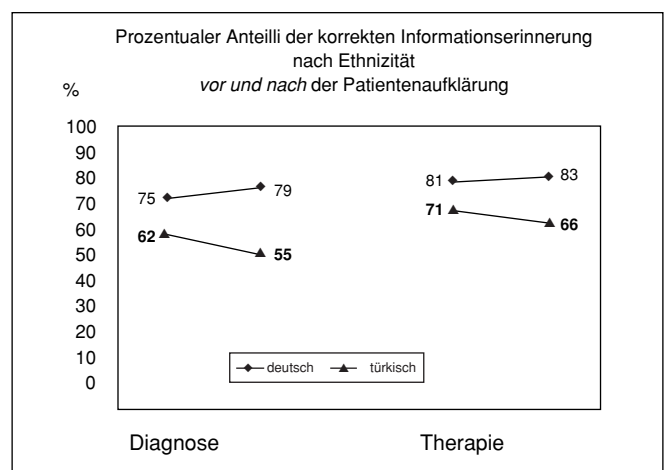 Prozentualer Anteilli der korrekten Informationserinnerung
nach Ethnizität
vor und nach der Patientenaufklärung
%
100
90
80
70
60
50
40
30
20
10
0
75
79
62
55
81
83
71
66
deutsch
türkisch
Diagnose
Therapie